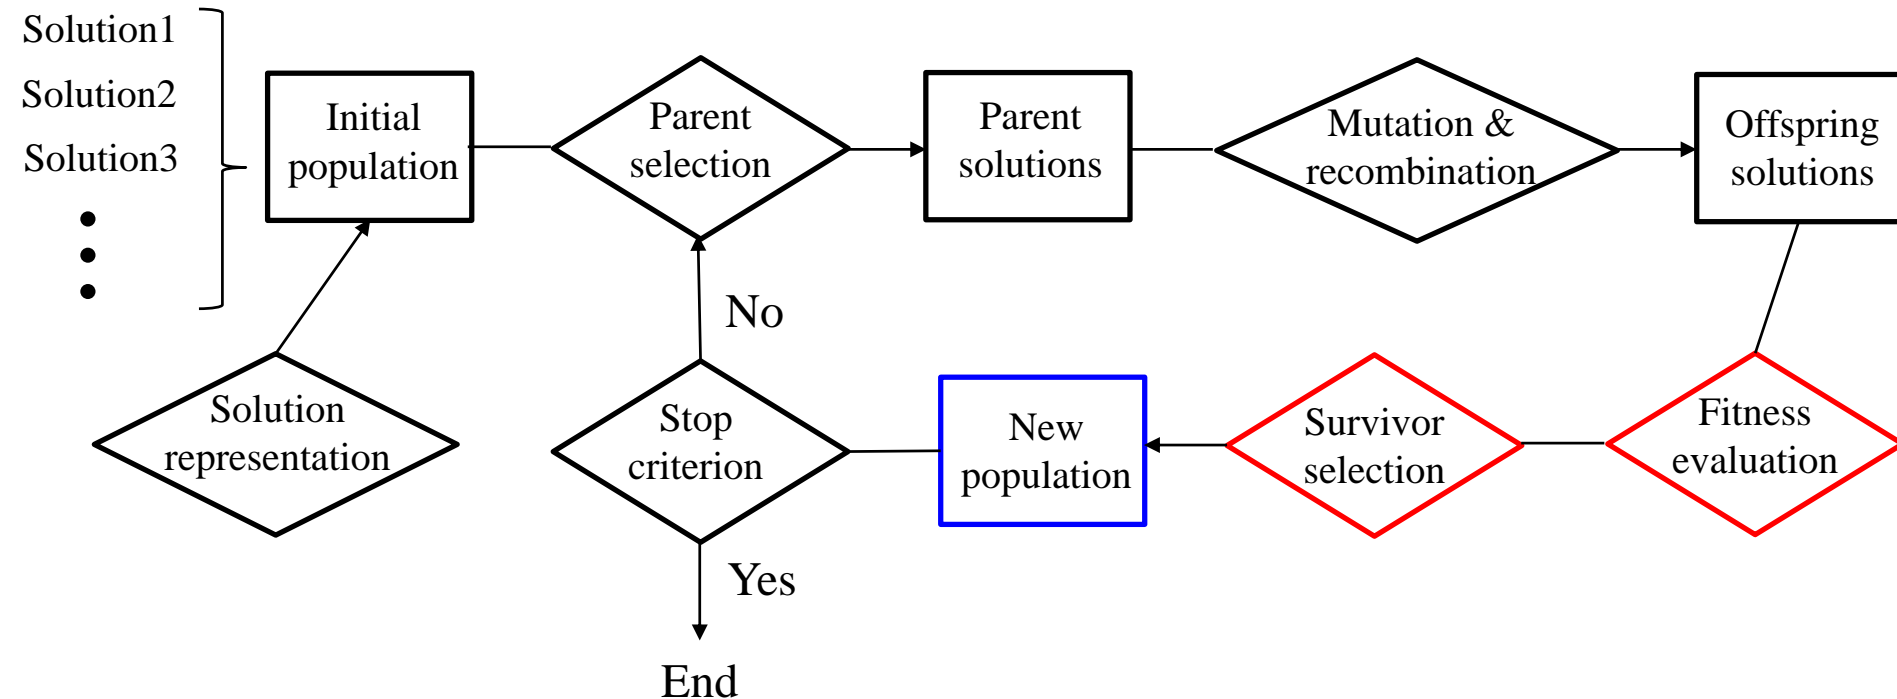 Solution1
Solution2
Solution3
Initial
population
Parent
selection
Parent
solutions
Mutation &
recombination
Offspring
solutions
No
Solution
representation
Stop
criterion
New
population
Survivor
selection
Fitness
evaluation
Yes
End